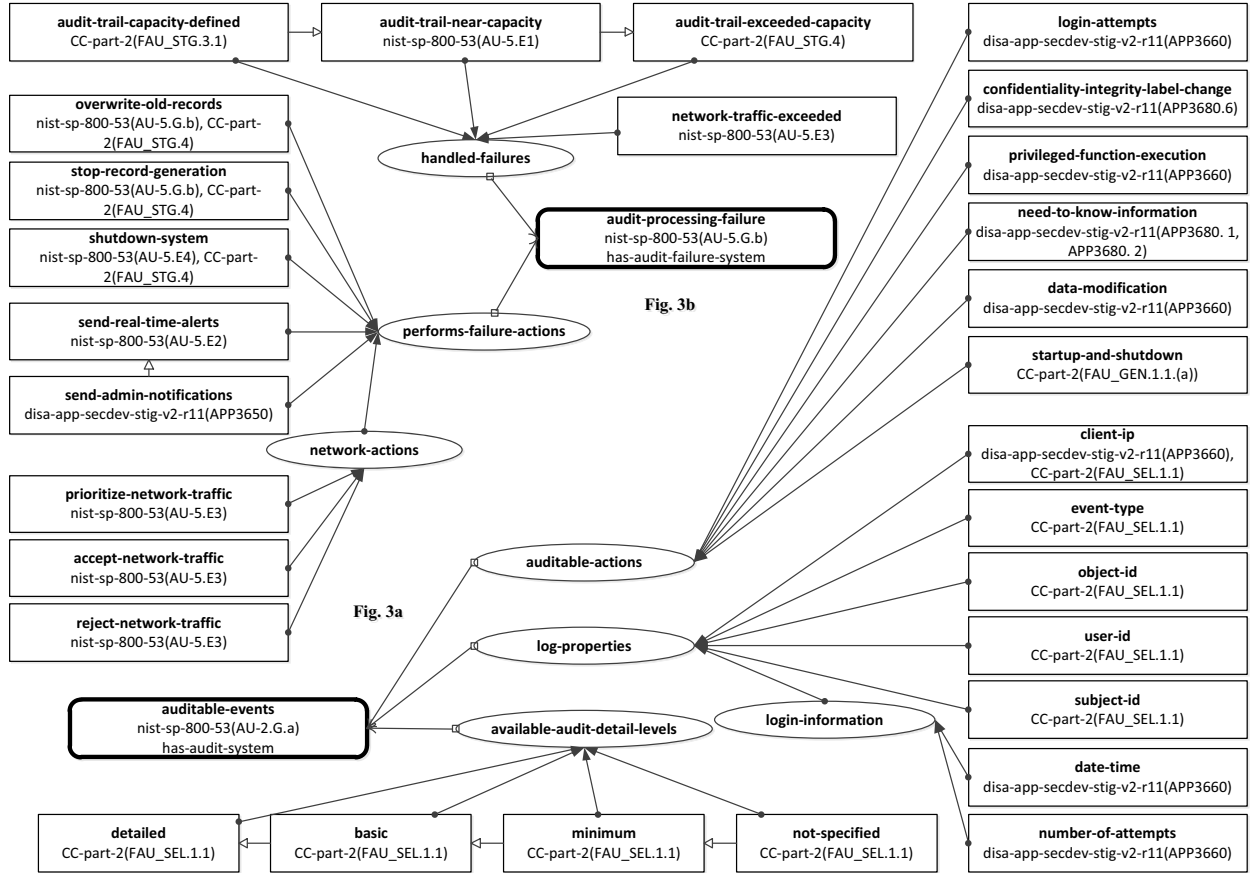 audit-trail-capacity-defined
CC-part-2(FAU_STG.3.1)
audit-trail-near-capacity
nist-sp-800-53(AU-5.E1)
audit-trail-exceeded-capacity
CC-part-2(FAU_STG.4)
login-attempts
disa-app-secdev-stig-v2-r11(APP3660)
overwrite-old-records
nist-sp-800-53(AU-5.G.b), CC-part-
2(FAU_STG.4)
network-traffic-exceeded
nist-sp-800-53(AU-5.E3)
confidentiality-integrity-label-change
disa-app-secdev-stig-v2-r11(APP3680.6)
handled-failures
privileged-function-execution
disa-app-secdev-stig-v2-r11(APP3660)
stop-record-generation
nist-sp-800-53(AU-5.G.b), CC-part-
2(FAU_STG.4)
audit-processing-failure
nist-sp-800-53(AU-5.G.b)
has-audit-failure-system
need-to-know-information
disa-app-secdev-stig-v2-r11(APP3680. 1,
APP3680. 2)
shutdown-system
nist-sp-800-53(AU-5.E4), CC-part-
2(FAU_STG.4)
Fig. 3b
data-modification
disa-app-secdev-stig-v2-r11(APP3660)
send-real-time-alerts
nist-sp-800-53(AU-5.E2)
performs-failure-actions
startup-and-shutdown
CC-part-2(FAU_GEN.1.1.(a))
send-admin-notifications
disa-app-secdev-stig-v2-r11(APP3650)
network-actions
client-ip
disa-app-secdev-stig-v2-r11(APP3660),
CC-part-2(FAU_SEL.1.1)
prioritize-network-traffic
nist-sp-800-53(AU-5.E3)
event-type
CC-part-2(FAU_SEL.1.1)
accept-network-traffic
nist-sp-800-53(AU-5.E3)
auditable-actions
object-id
CC-part-2(FAU_SEL.1.1)
Fig. 3a
reject-network-traffic
nist-sp-800-53(AU-5.E3)
log-properties
user-id
CC-part-2(FAU_SEL.1.1)
auditable-events
nist-sp-800-53(AU-2.G.a)
has-audit-system
available-audit-detail-levels
login-information
subject-id
CC-part-2(FAU_SEL.1.1)
date-time
disa-app-secdev-stig-v2-r11(APP3660)
detailed
CC-part-2(FAU_SEL.1.1)
basic
CC-part-2(FAU_SEL.1.1)
minimum
CC-part-2(FAU_SEL.1.1)
not-specified
CC-part-2(FAU_SEL.1.1)
number-of-attempts
disa-app-secdev-stig-v2-r11(APP3660)